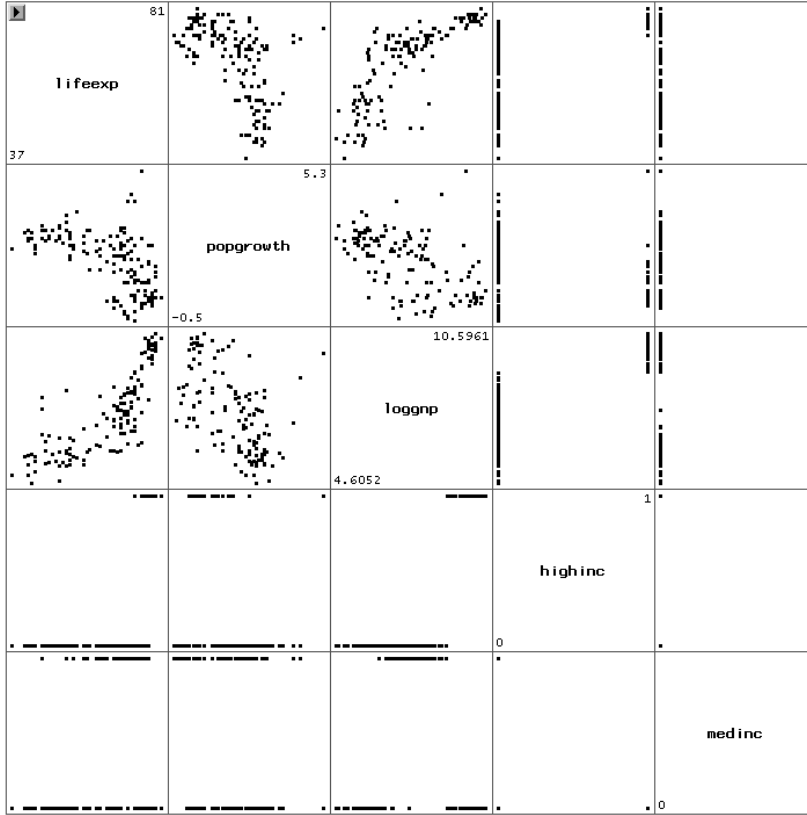 81
lifeexp
37
5.3
popgrowth
-0.5
10.5961
loggnp
4.6052
1
highinc
0
medinc
0